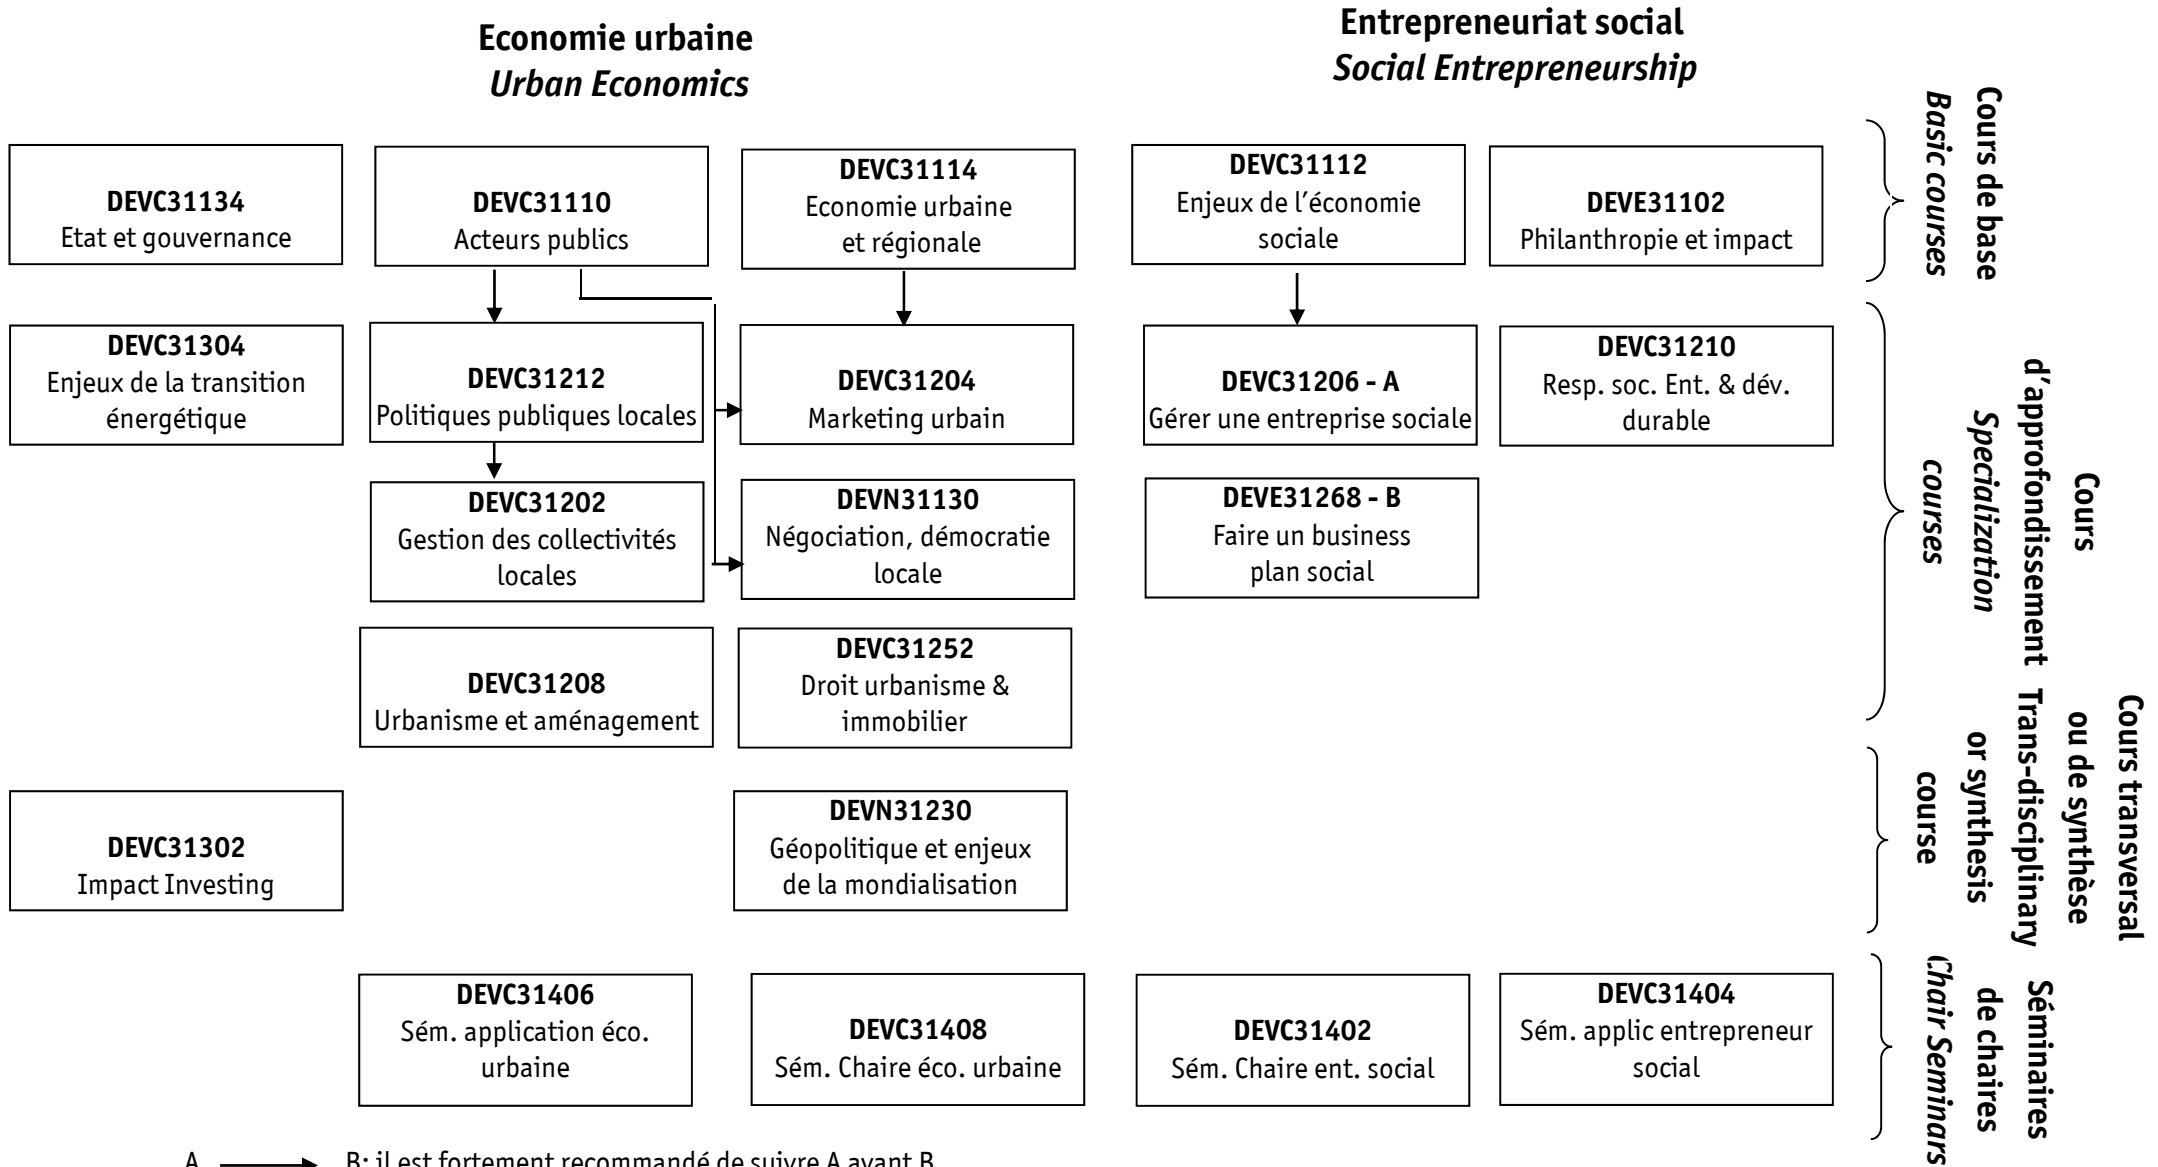 Economie urbaine
Urban Economics
Entrepreneuriat social
Social Entrepreneurship
Cours de base
Basic courses
DEVC31134
Etat et gouvernance
DEVC31110
Acteurs publics
DEVC31114
Economie urbaine
et régionale
DEVC31112
Enjeux de l'économie
sociale
DEVE31102
Philanthropie et impact
DEVC31304
Enjeux de la transition
énergétique
DEVC31212
Politiques publiques locales
DEVC31204
Marketing urbain
DEVC31206 - A
Gérer une entreprise sociale
DEVC31210
Resp. soc. Ent. & dév.
durable
Cours
d'approfondissement
Specialization
courses
DEVC31202
Gestion des collectivités
locales
DEVN31130
Négociation, démocratie
locale
DEVE31268 - B
Faire un business
plan social
DEVC31208
Urbanisme et aménagement
DEVC31252
Droit urbanisme &
immobilier
Cours transversal
ou de synthèse
Trans-disciplinary
or synthesis
course
DEVC31302
Impact Investing
DEVN31230
Géopolitique et enjeux
de la mondialisation
Séminaires
de chaires
Chair Seminars
DEVC31406
Sém. application éco.
urbaine
DEVC31408
Sém. Chaire éco. urbaine
DEVC31402
Sém. Chaire ent. social
DEVC31404
Sém. applic entrepreneur
social
A B: il est fortement recommandé de suivre A avant B